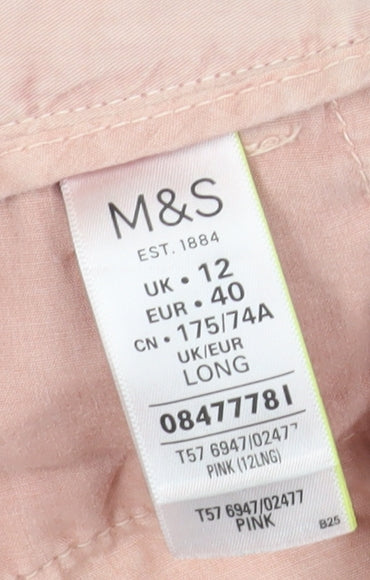 M&S
EST. 1884
UK • 12
EUR • 40
CN • 175/74A
UK/EUR
LONG
08477781
T57 6947/02477
PINK (12LNG)
T57 6947/02477
PINK
B25